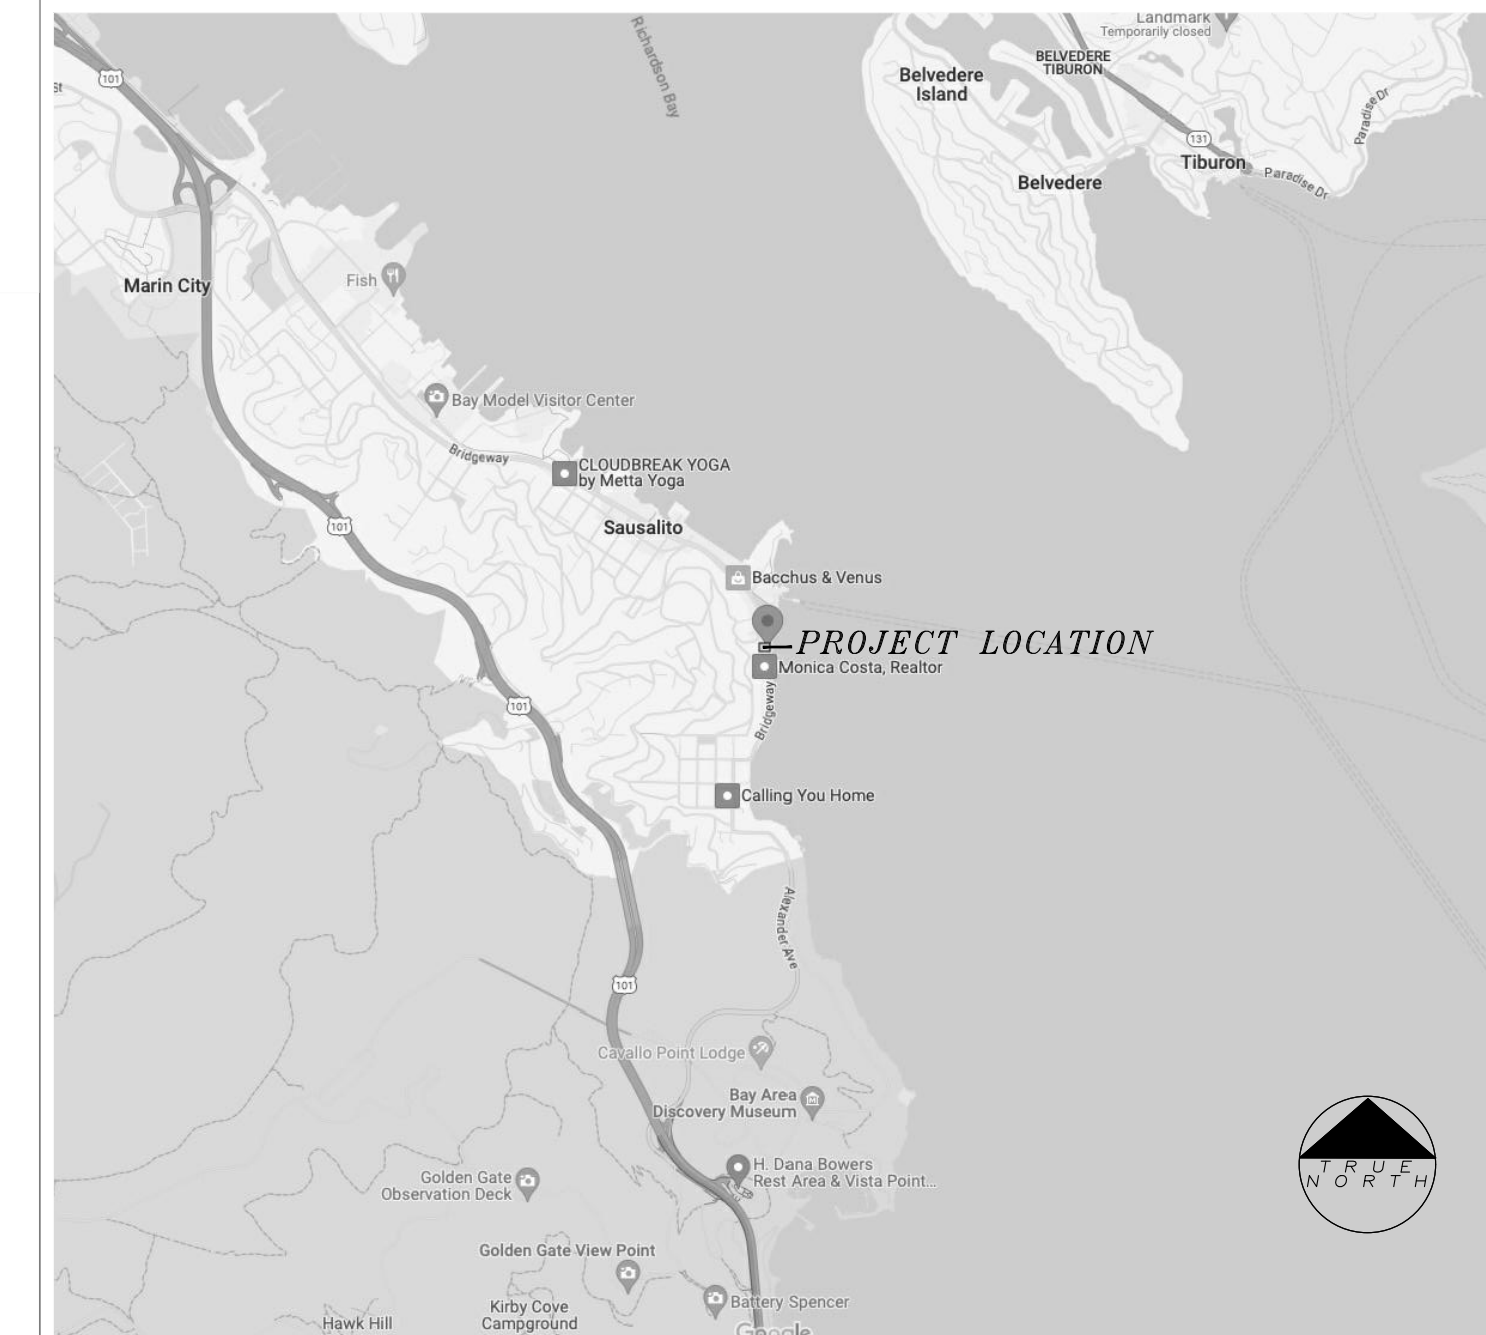 Landmark
Temporarily closed
Richardson Bay
BELVEDERE
TIBURON
Belvedere
Island
101
st
Paradise Dr
131
Tiburon
Paradise Dr
Belvedere
Marin City
Fish
Bay Model Visitor Center
Bridgeway
CLOUDBREAK YOGA
by Metta Yoga
101
Sausalito
Bacchus & Venus
PROJECT LOCATION
Monica Costa, Realtor
101
Bridgeway
Calling You Home
Alexander Ave
101
Cavallo Point Lodge
Bay Area
Discovery Museum
H. Dana Bowers
Rest Area & Vista Point...
TRUE
NORTH
Golden Gate
Observation Deck
Golden Gate View Point
Battery Spencer
Kirby Cove
Campground
Hawk Hill
Google